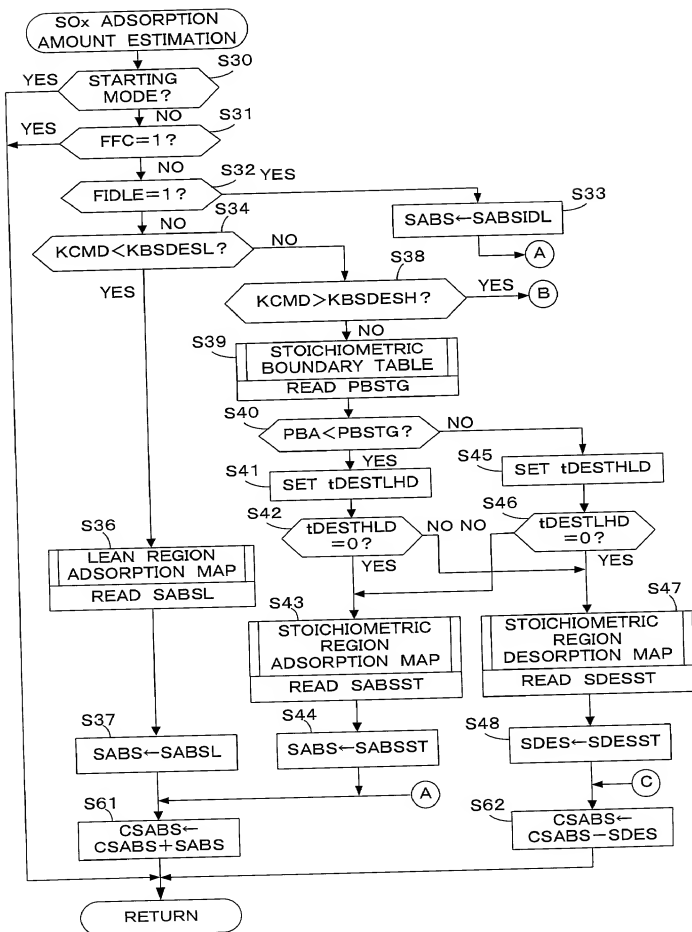 SOx ADSORPTION
AMOUNT ESTIMATION
S30
YES
STARTING
MODE?
NO
S31
YES
FFC=1?
NO
S32
YES
FIDLE=1?
S33
SABS←SABSIDL
A
NO
S34
KCMD<KBSDESL?
NO
YES
S38
KCMD>KBSDESH?
YES
B
NO
S39
STOICHIOMETRIC
BOUNDARY TABLE
READ PBSTG
S40
PBA<PBSTG?
NO
YES
S41
SET tDESTLHD
S45
SET tDESTHLD
S42
tDESTHLD
=0?
NO
NO
S46
tDESTLHD
=0?
YES
YES
S36
LEAN REGION
ADSORPTION MAP
READ SABSL
S43
STOICHIOMETRIC
REGION
ADSORPTION MAP
READ SABSST
S47
STOICHIOMETRIC
REGION
DESORPTION MAP
READ SDESST
S37
SABS←SABSL
S44
SABS←SABSST
S48
SDES←SDESST
A
C
S61
CSABS←
CSABS+SABS
S62
CSABS←
CSABS−SDES
RETURN